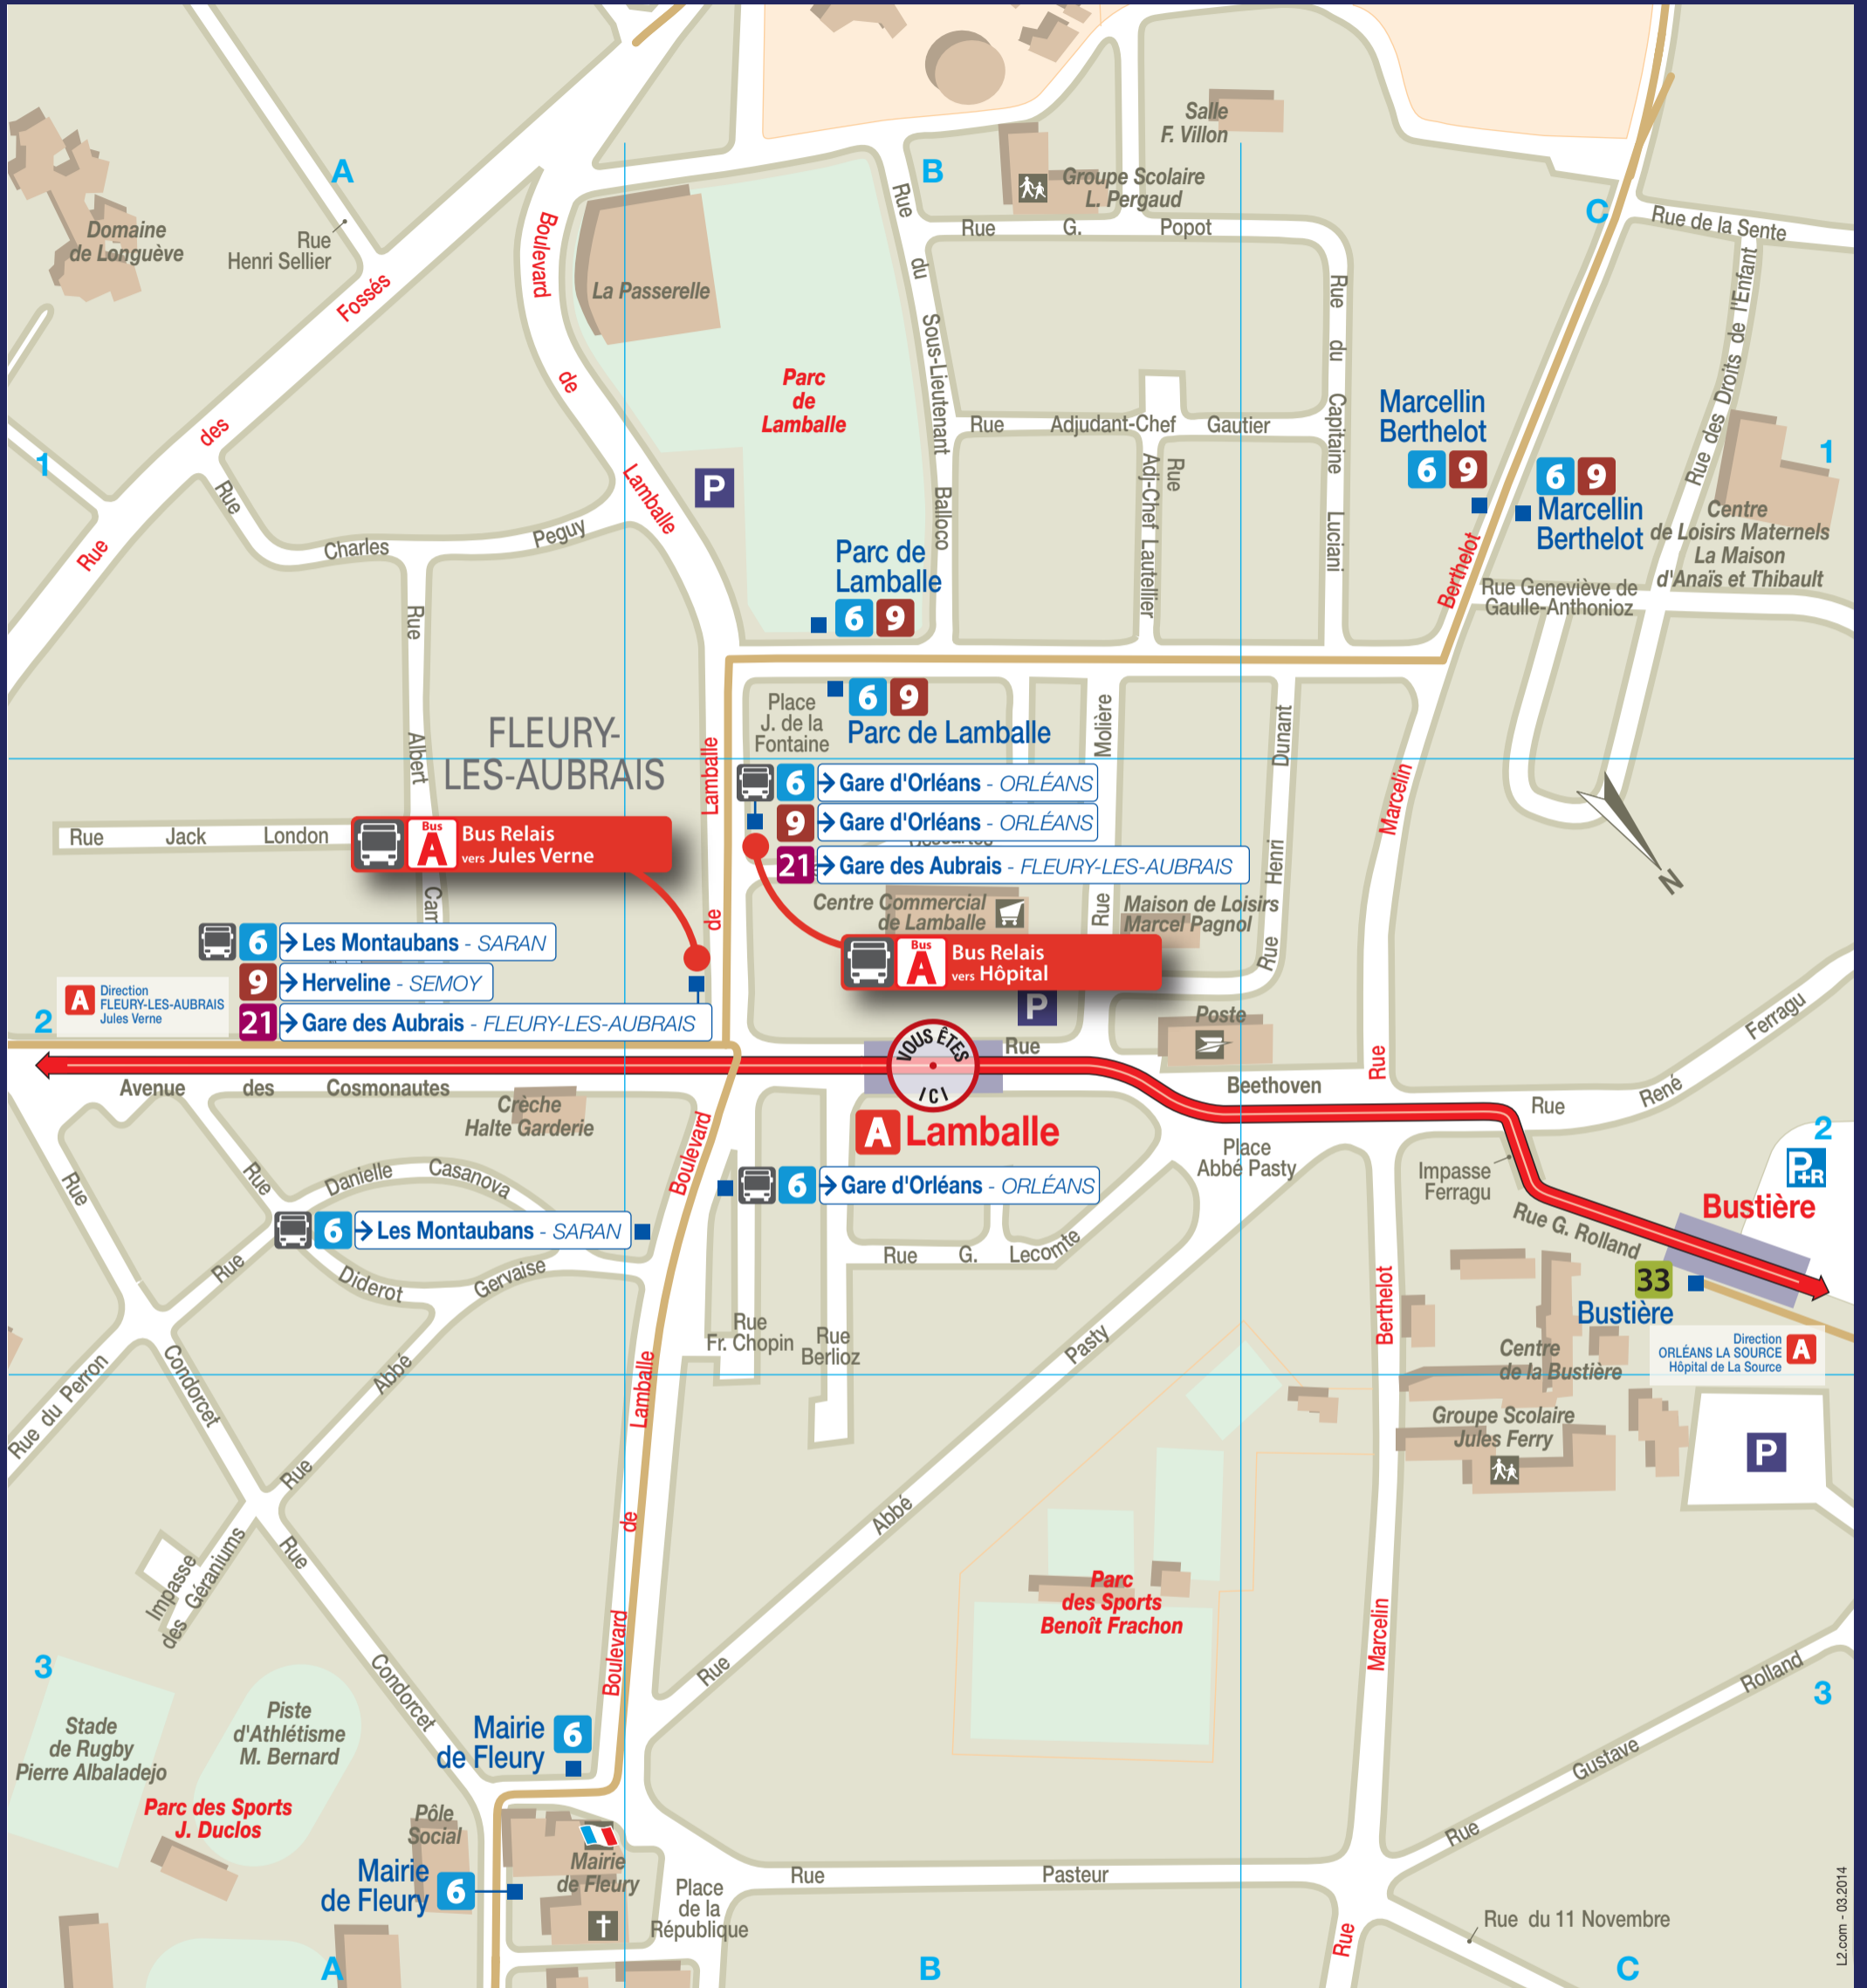 A
B
C
Salle
F. Villon
Groupe Scolaire
L. Pergaud
Domaine
de Longuève
Rue
Henri Sellier
Rue de la Sente
Rue G. Popot
La Passerelle
Rue des Fossés
Boulevard de Lamballe
Parc
de
Lamballe
Rue du Sous-Lieutenant Balloco
Rue du Capitaine Luciani
Rue des Droits de l'Enfant
Rue Adjudant-Chef Gautier
Rue
Adj-Chef Lautellier
Marcellin
Berthelot
6 9
6 9
Marcellin
Berthelot
1
1
Centre
de Loisirs Maternels
La Maison
d'Anaïs et Thibault
P
Rue Charles Peguy
Parc de
Lamballe
6 9
Berthelot
Rue Geneviève de
Gaulle-Anthonioz
Rue Albert Cam
6 9
Parc de Lamballe
Place
J. de la
Fontaine
FLEURY-
LES-AUBRAIS
Lamballe
de
Rue Molière
Rue Henri Dunant
Marcelin
Rue
6 Gare d'Orléans - ORLÉANS
9 Gare d'Orléans - ORLÉANS
21 Gare des Aubrais - FLEURY-LES-AUBRAIS
Rue Jack London
Bus
A
Bus Relais
vers Jules Verne
N
Centre Commercial
de Lamballe
Maison de Loisirs
Marcel Pagnol
Bus
A
Bus Relais
vers Hôpital
6 Les Montaubans - SARAN
9 Herveline - SEMOY
21 Gare des Aubrais - FLEURY-LES-AUBRAIS
A
Direction
FLEURY-LES-AUBRAIS
Jules Verne
2
P
Poste
VOUS ÊTES
ICI
Rue Beethoven
Rue René Ferragu
Avenue des Cosmonautes
Crèche
Halte Garderie
A Lamballe
Place
Abbé Pasty
Impasse
Ferragu
2
P+R
Bustière
Rue G. Rolland
33
Bustière
Direction
ORLÉANS LA SOURCE
Hôpital de La Source
A
6 Gare d'Orléans - ORLÉANS
6 Les Montaubans - SARAN
Boulevard
Rue
Rue
Danielle Casanova
Rue Diderot
Gervaise
Rue G. Lecomte
Rue
Fr. Chopin
Rue
Berlioz
Rue Abbé Pasty
Berthelot
Marcelin
Rue
Centre
de la Bustière
Groupe Scolaire
Jules Ferry
P
Rue du Perron
Condorcet
Rue Abbé
Lamballe
de
Boulevard
Impasse
des Géraniums
Rue Condorcet
Parc
des Sports
Benoît Frachon
3
Stade
de Rugby
Pierre Albaladejo
Piste
d'Athlétisme
M. Bernard
Parc des Sports
J. Duclos
Mairie
de Fleury
6
Pôle
Social
Mairie
de Fleury
6
Mairie
de Fleury
Place
de la
République
Rue Pasteur
Rue Gustave Rolland
3
Rue du 11 Novembre
L2.com - 03.2014
A
B
C